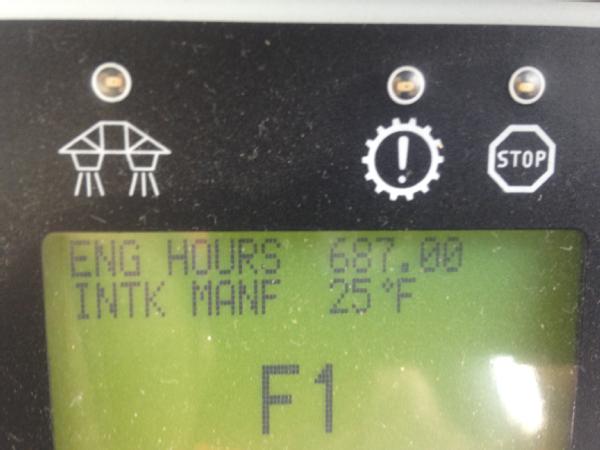 STOP
ENG HOURS 687.00
INTK MANF 25°F
F1